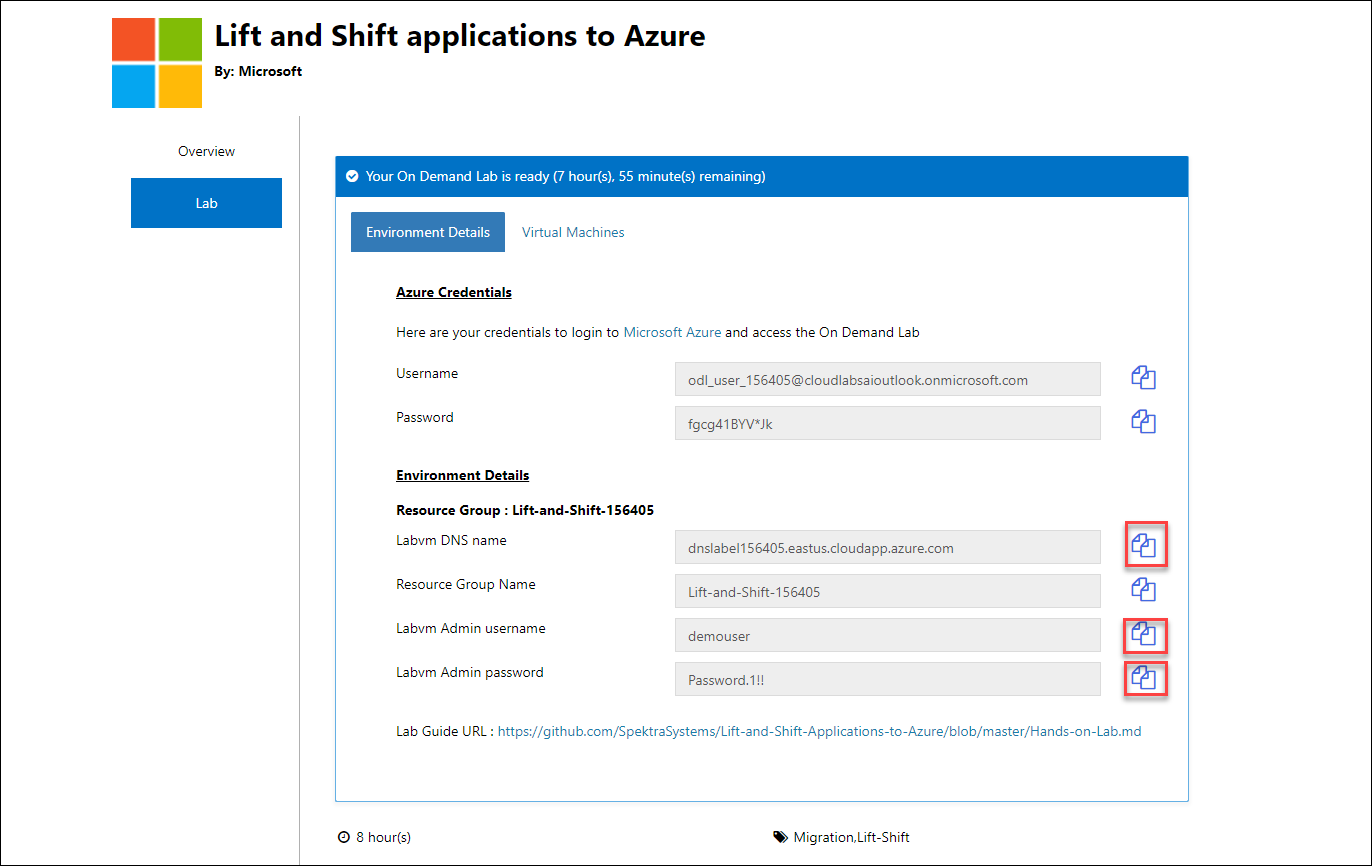 Lift and Shift applications to Azure
By: Microsoft
Overview
Lab
Your On Demand Lab is ready (7 hour(s), 55 minute(s) remaining)
Environment Details
Virtual Machines
Azure Credentials
Here are your credentials to login to Microsoft Azure and access the On Demand Lab
Username
odl_user_156405@cloudlabsaioutlook.onmicrosoft.com
Password
fgcg41BYV*Jk
Environment Details
Resource Group : Lift-and-Shift-156405
Labvm DNS name
dnslabel156405.eastus.cloudapp.azure.com
Resource Group Name
Lift-and-Shift-156405
Labvm Admin username
demouser
Labvm Admin password
Password.1!!
Lab Guide URL : https://github.com/SpektraSystems/Lift-and-Shift-Applications-to-Azure/blob/master/Hands-on-Lab.md
8 hour(s)
Migration,Lift-Shift